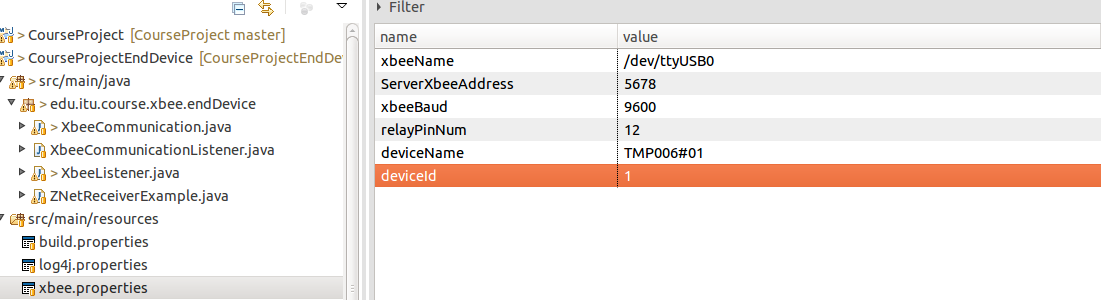 > CourseProject [CourseProject master]
> CourseProjectEndDevice [CourseProjectEndDe
> src/main/java
> edu.itu.course.xbee.endDevice
> XbeeCommunication.java
XbeeCommunicationListener.java
> XbeeListener.java
ZNetReceiverExample.java
src/main/resources
build.properties
log4j.properties
xbee.properties
Filter
name value
xbeeName /dev/ttyUSB0
ServerXbeeAddress 5678
xbeeBaud 9600
relayPinNum 12
deviceName TMP006#01
deviceId 1